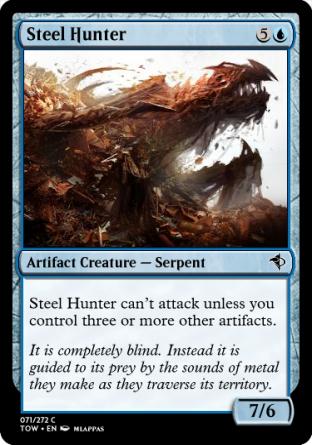 Steel Hunter 5
Artifact Creature — Serpent
Steel Hunter can't attack unless you
control three or more other artifacts.
It is completely blind. Instead it is
guided to its prey by the sounds of metal
they make as they traverse its territory.
7/6
071/272 C
TOW • EN MLAPPAS